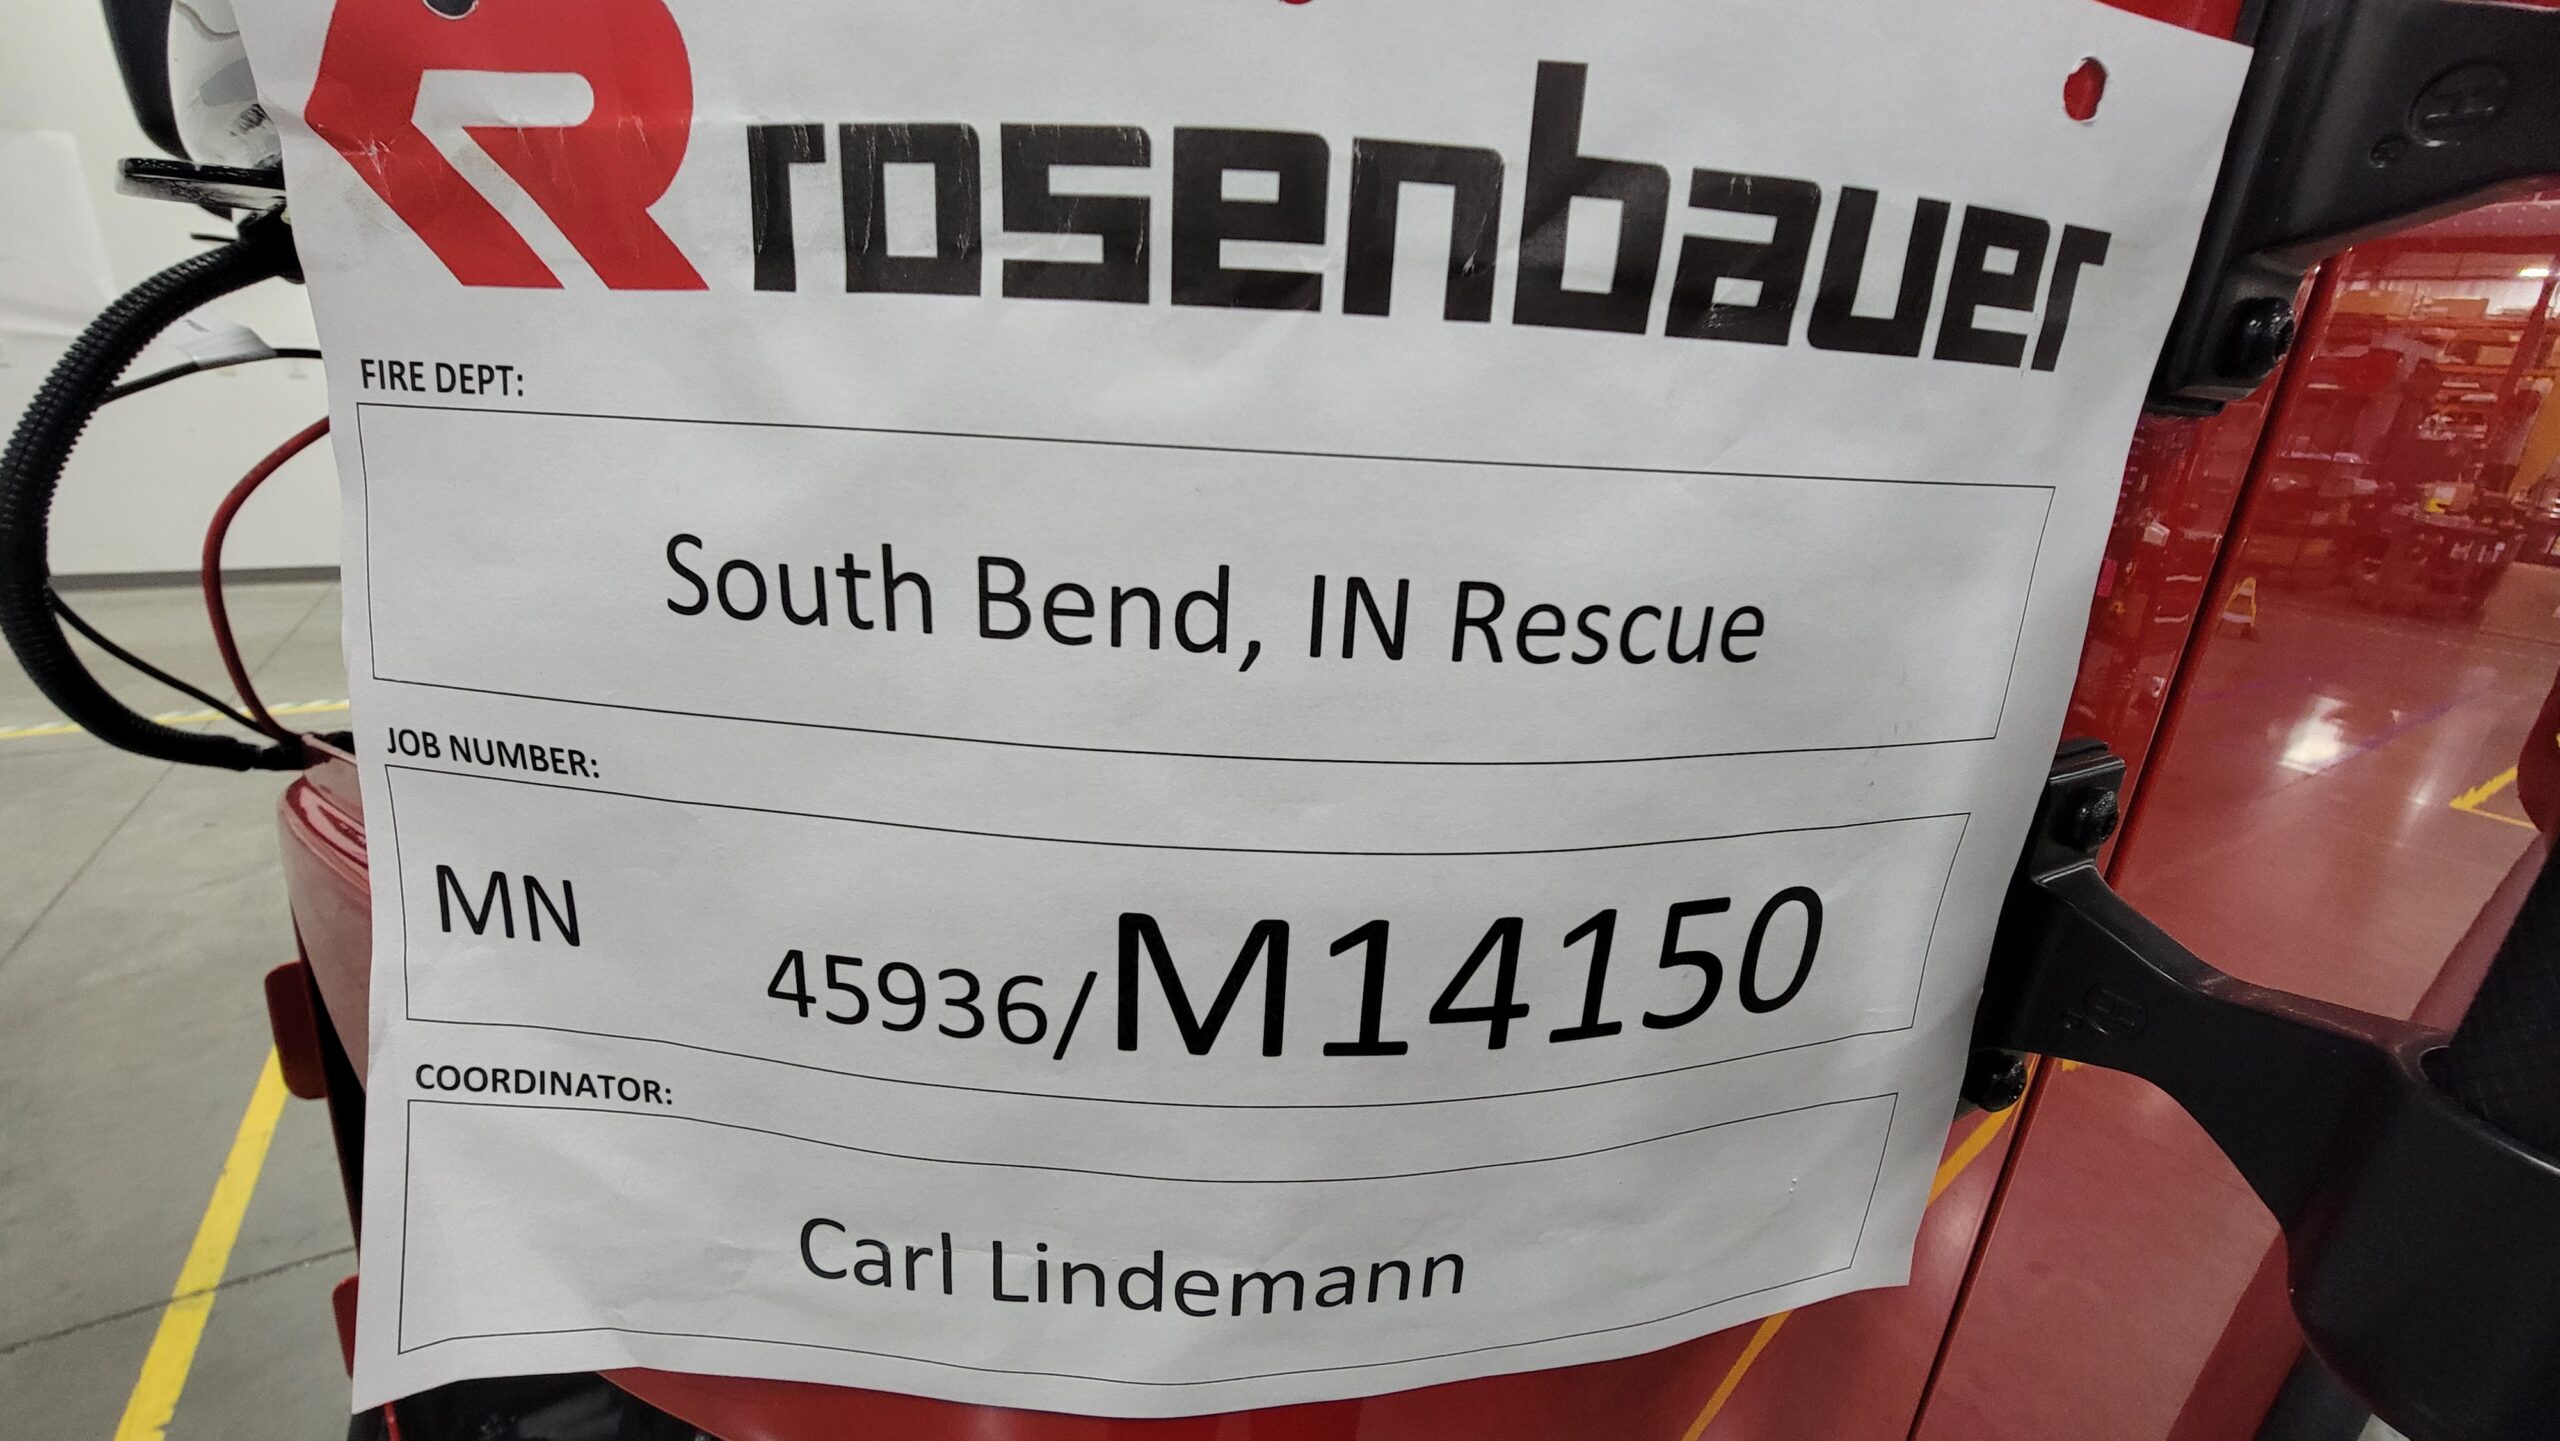 rosenbauer
FIRE DEPT:
South Bend, IN Rescue
JOB NUMBER:
MN 45936/M14150
COORDINATOR:
Carl Lindemann